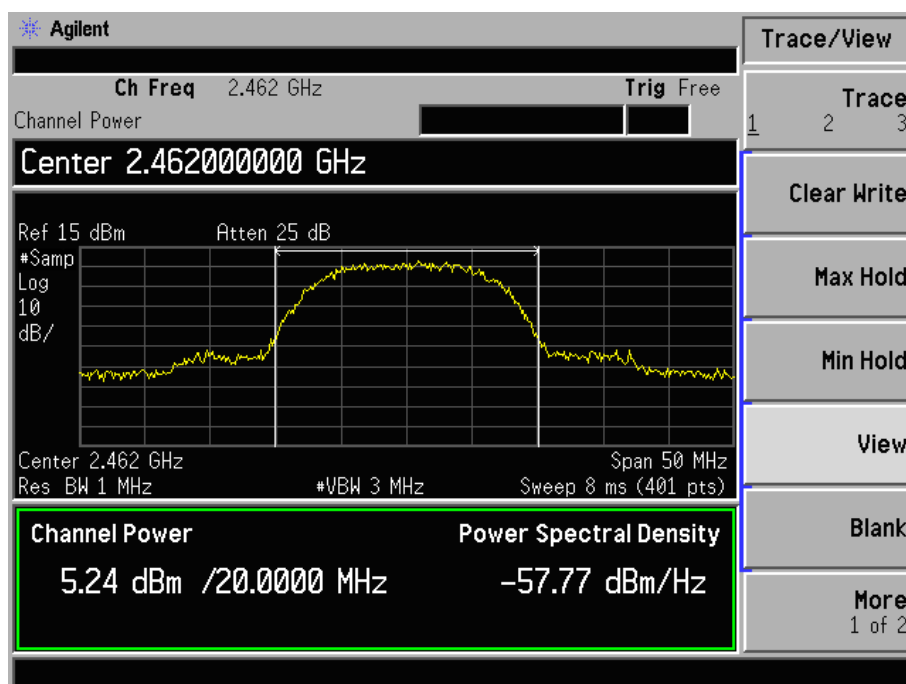 Agilent
Trace/View
Ch Freq 2.462 GHz Trig Free
Channel Power
Trace
1 2 3
Center 2.462000000 GHz
Clear Write
Ref 15 dBm Atten 25 dB
#Samp
Log
10
dB/
Max Hold
Min Hold
View
Center 2.462 GHz Span 50 MHz
Res BW 1 MHz #VBW 3 MHz Sweep 8 ms (401 pts)
Blank
Channel Power Power Spectral Density
5.24 dBm /20.0000 MHz -57.77 dBm/Hz
More
1 of 2